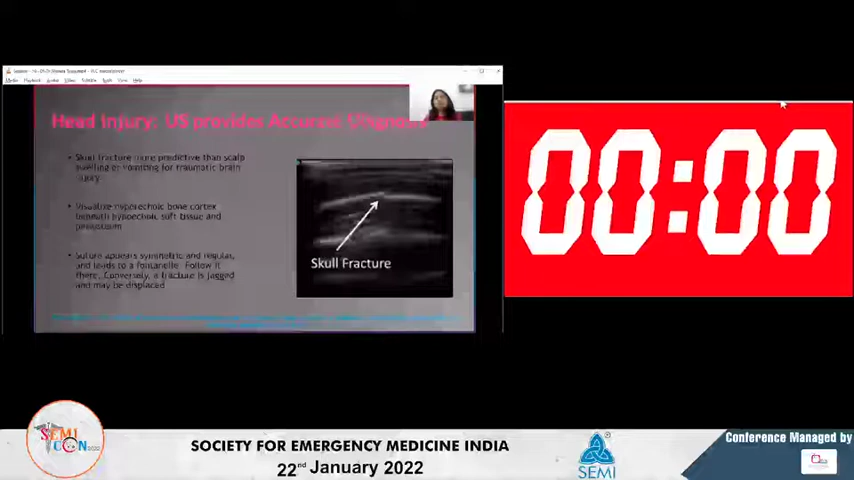 Head Injury: US provides Accurate Diagnosis
Skull fracture more predictive than scalp
swelling or vomiting for traumatic brain
injury
Visualize hyperechoic bone cortex
beneath hypoechoic soft tissue and
periosteum
Suture appears symmetric and regular,
and leads to a fontanelle. Follow it
there. Conversely, a fracture is jagged
and may be displaced
Skull Fracture
00:00
SEMI
CON
SOCIETY FOR EMERGENCY MEDICINE INDIA
22nd January 2022
SEMI
Conference Managed by